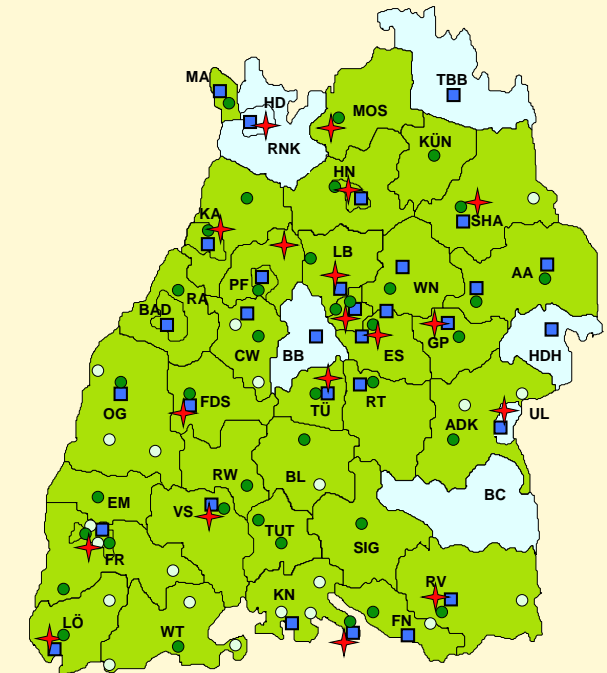 MA
TBB
HD
MOS
KÜN
RNK
HN
KA
SHA
LB
AA
PF
WN
RA
BAD
GP
CW
ES
HDH
BB
FDS
TÜ
RT
OG
UL
ADK
BL
RW
BC
EM
VS
TUT
SIG
FR
RV
KN
LÖ
FN
WT